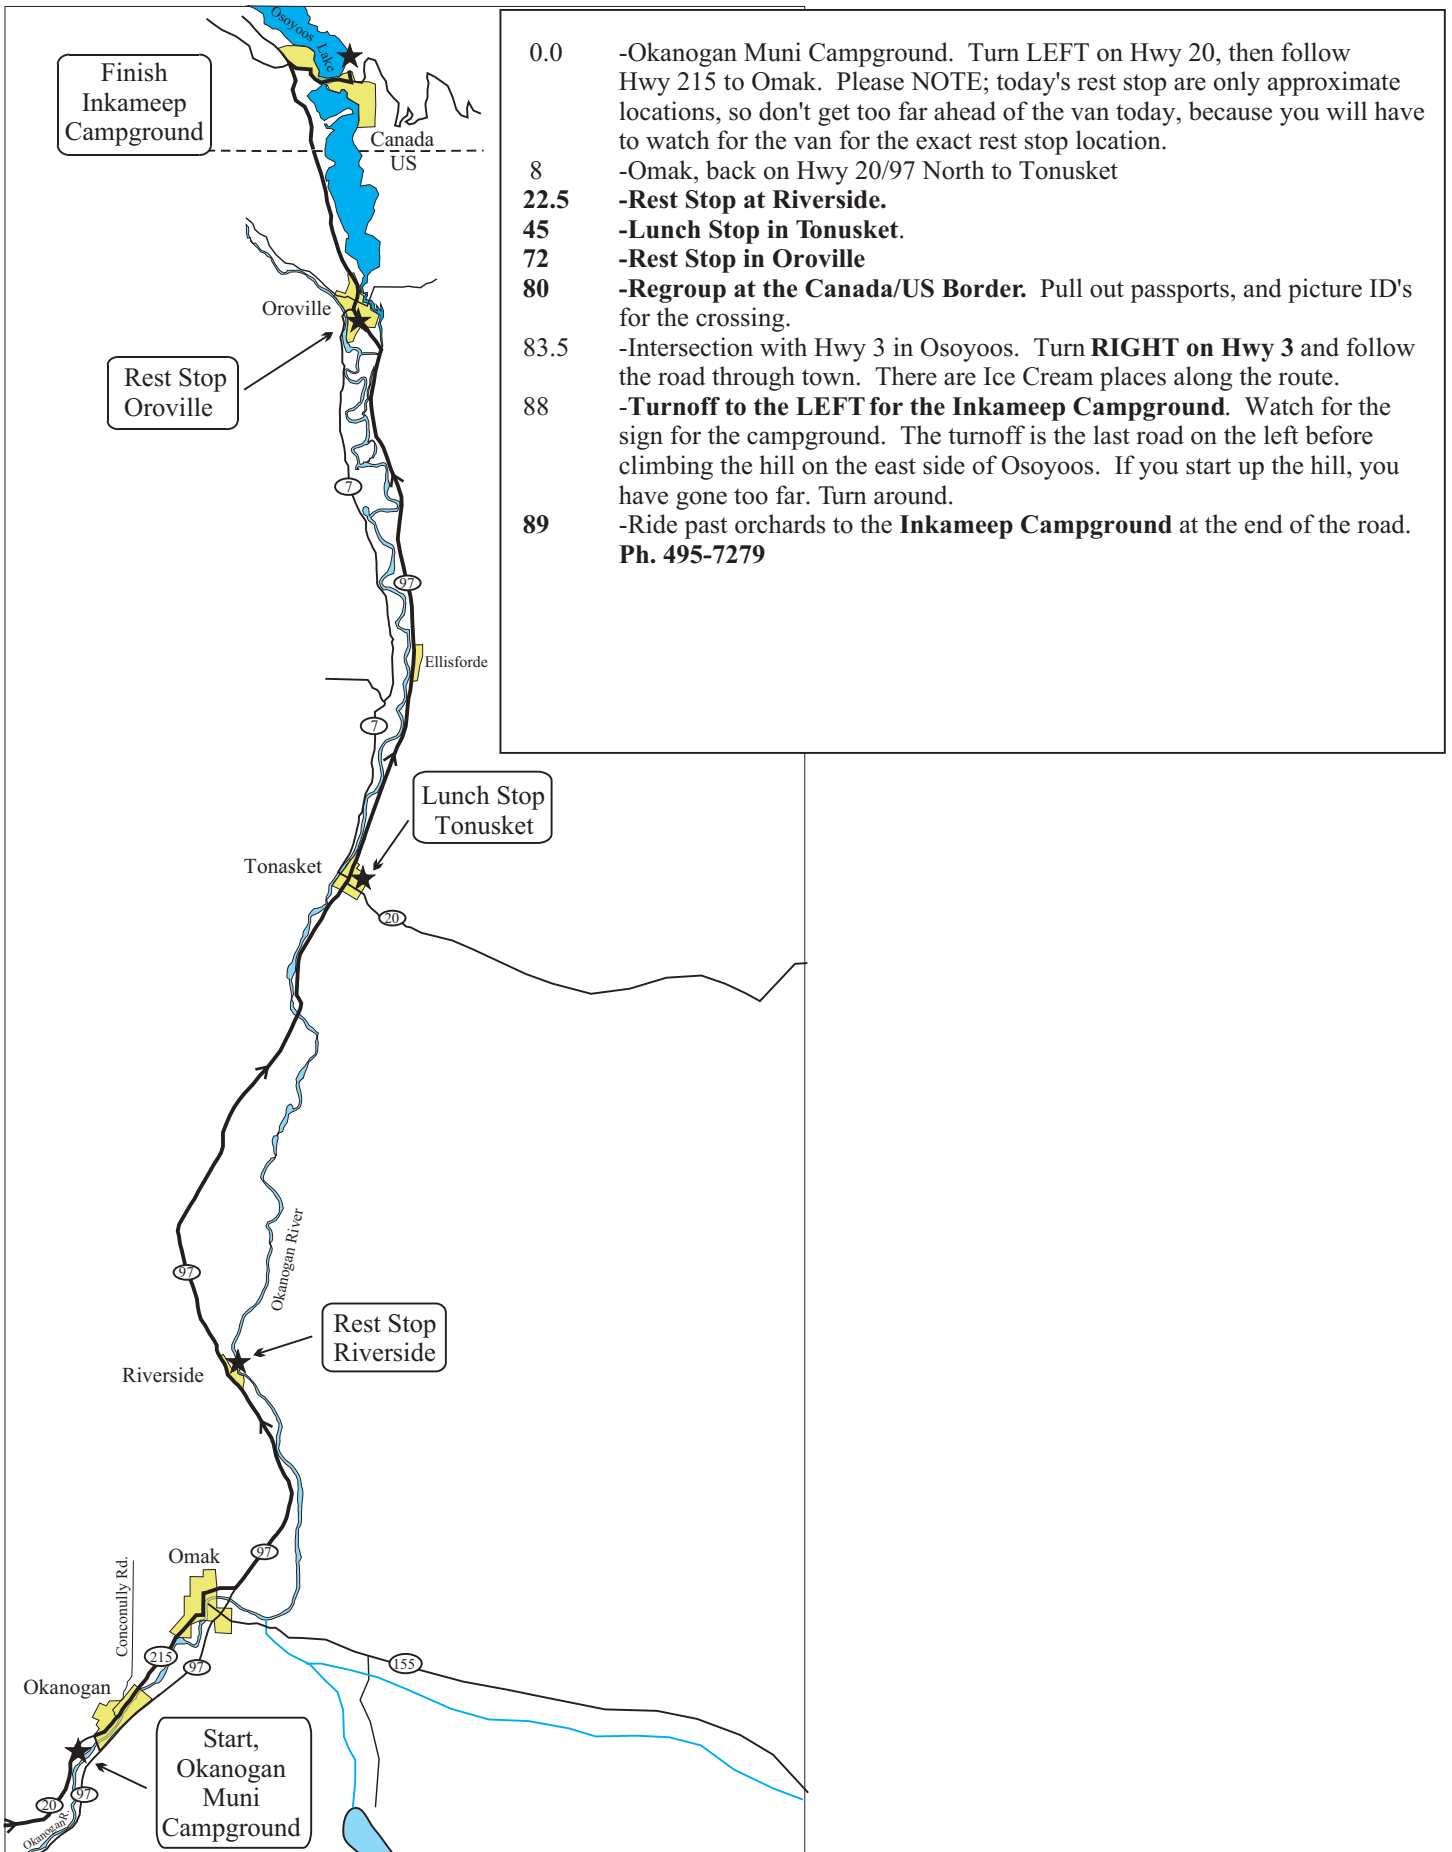 Osoyoos
Lake
Finish
Inkameep
Campground
Canada
US
Oroville
Rest Stop
Oroville
7
97
Ellisforde
7
Lunch Stop
Tonusket
Tonasket
20
97
Okanogan River
Rest Stop
Riverside
Riverside
97
Omak
Conconully Rd.
215
97
155
Okanogan
Start,
Okanogan
Muni
Campground
97
20
Okanogan R.
0.0 -Okanogan Muni Campground. Turn LEFT on Hwy 20, then follow
Hwy 215 to Omak. Please NOTE; today's rest stop are only approximate
locations, so don't get too far ahead of the van today, because you will have
to watch for the van for the exact rest stop location.
8 -Omak, back on Hwy 20/97 North to Tonusket
22.5 -Rest Stop at Riverside.
45 -Lunch Stop in Tonusket.
72 -Rest Stop in Oroville
80 -Regroup at the Canada/US Border. Pull out passports, and picture ID's
for the crossing.
83.5 -Intersection with Hwy 3 in Osoyoos. Turn RIGHT on Hwy 3 and follow
the road through town. There are Ice Cream places along the route.
88 -Turnoff to the LEFT for the Inkameep Campground. Watch for the
sign for the campground. The turnoff is the last road on the left before
climbing the hill on the east side of Osoyoos. If you start up the hill, you
have gone too far. Turn around.
89 -Ride past orchards to the Inkameep Campground at the end of the road.
Ph. 495-7279